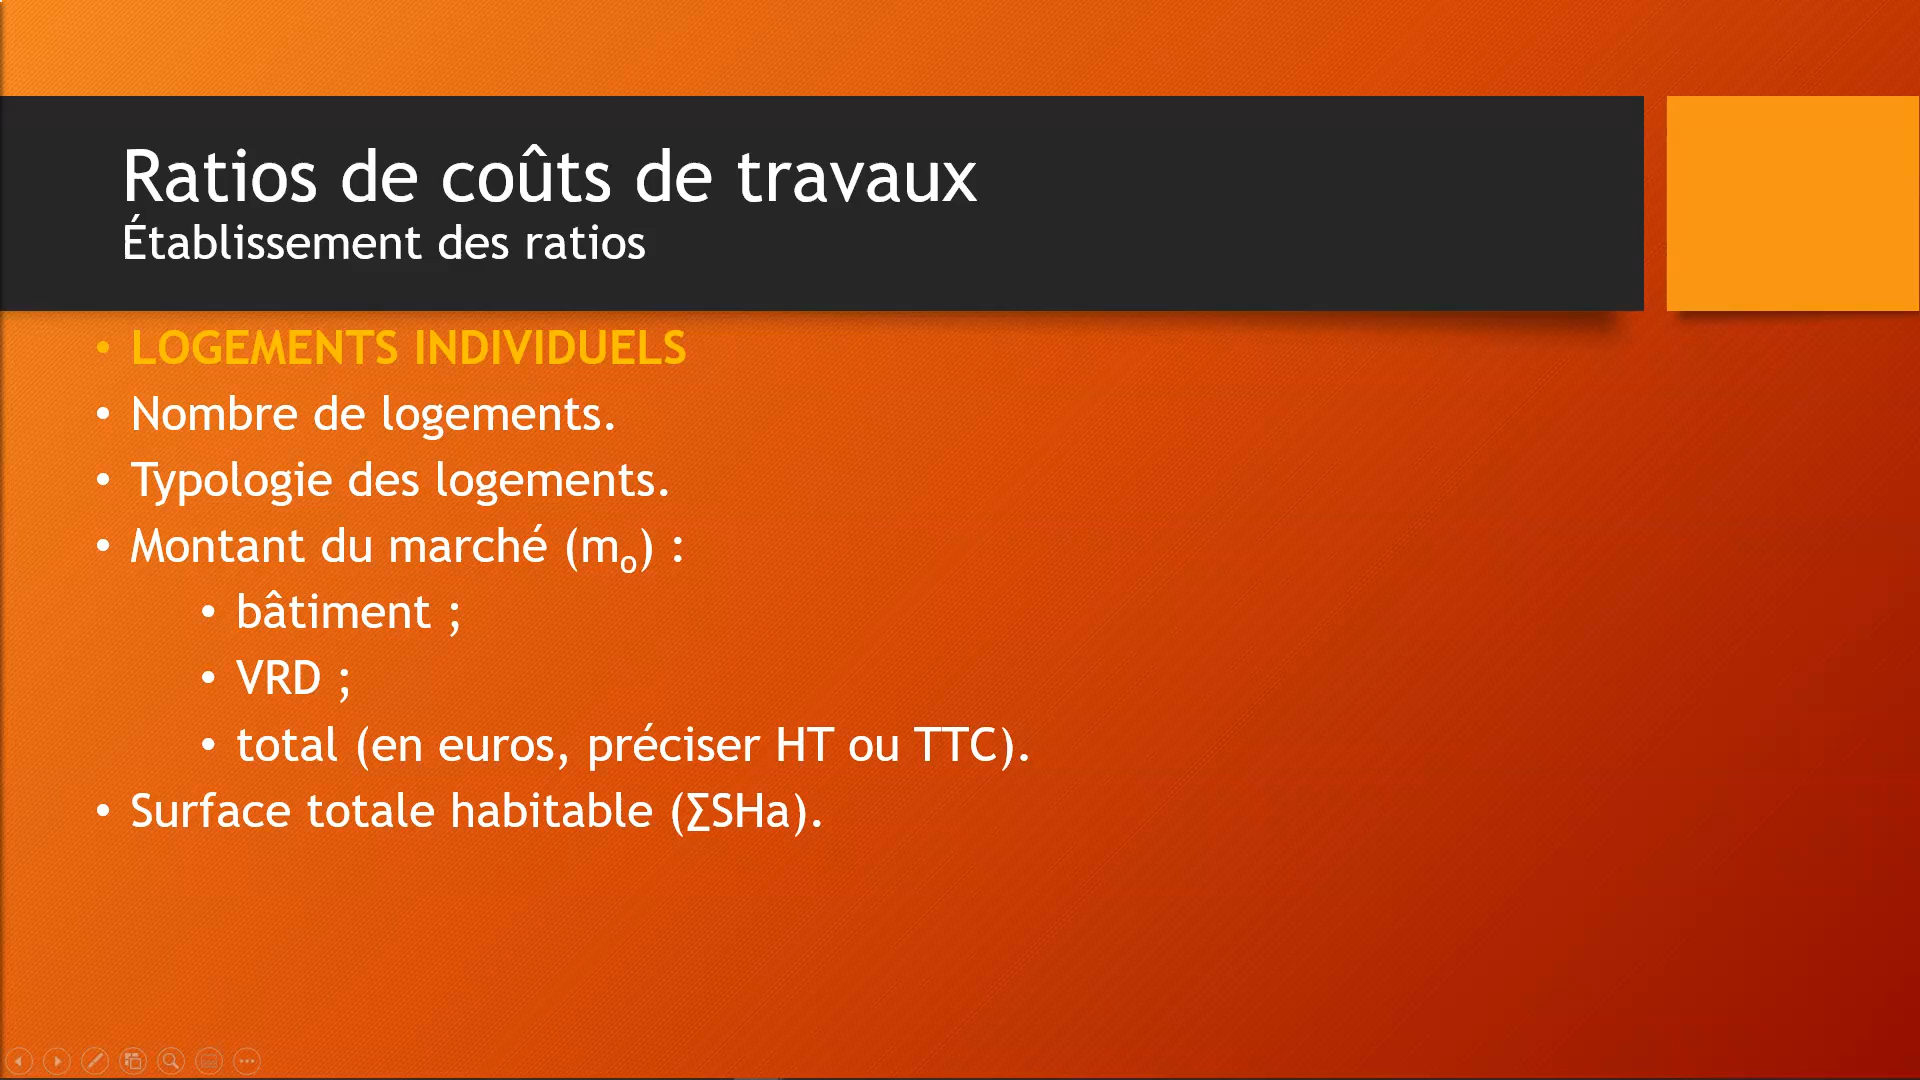 Ratios de coûts de travaux
Établissement des ratios
• LOGEMENTS INDIVIDUELS
• Nombre de logements.
• Typologie des logements.
• Montant du marché (mₒ) :
• bâtiment ;
• VRD ;
• total (en euros, préciser HT ou TTC).
• Surface totale habitable (∑SHa).